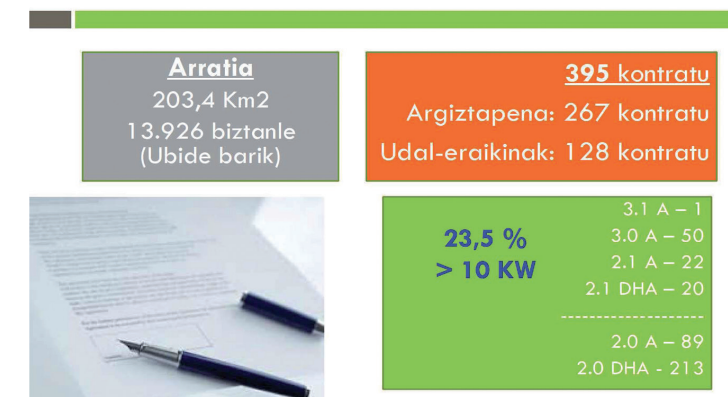 Arratia
203,4 Km2
13.926 biztanle
(Ubide barik)
395 kontratu
Argiztapena: 267 kontratu
Udal-eraikinak: 128 kontratu
23,5 %
> 10 KW
3.1 A – 1
3.0 A – 50
2.1 A – 22
2.1 DHA – 20
--------------------
2.0 A – 89
2.0 DHA - 213